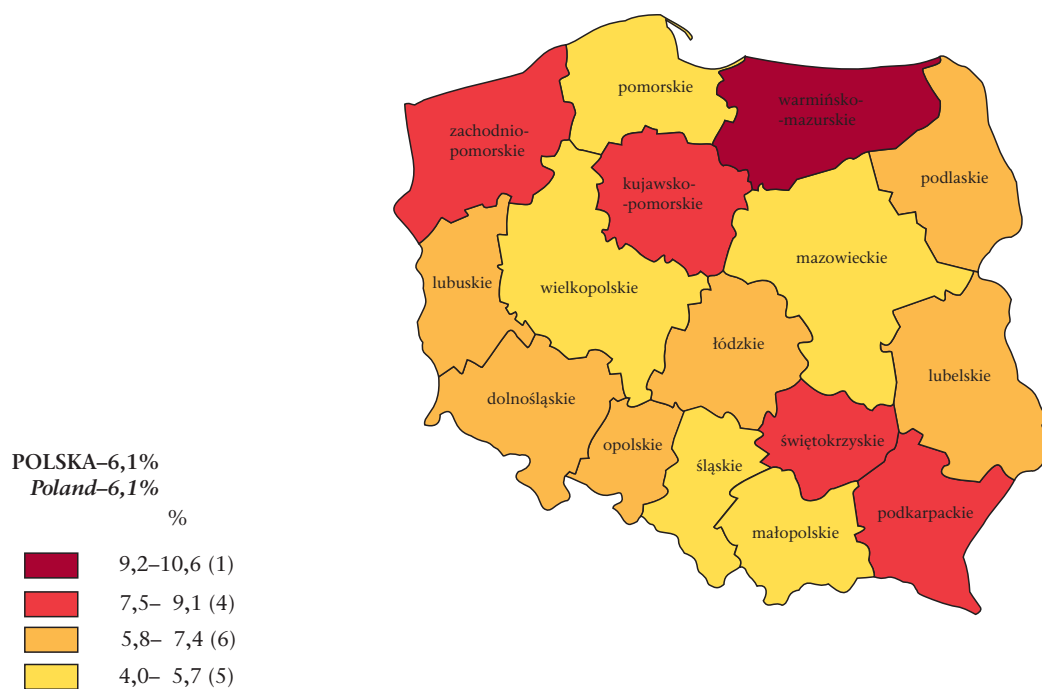 pomorskie
warmińsko-
-mazurskie
zachodnio-
pomorskie
podlaskie
kujawsko-
-pomorskie
mazowieckie
lubuskie
wielkopolskie
łódzkie
lubelskie
dolnośląskie
świętokrzyskie
opolskie
śląskie
podkarpackie
małopolskie
POLSKA–6,1%
Poland–6,1%
%
9,2–10,6 (1)
7,5– 9,1 (4)
5,8– 7,4 (6)
4,0– 5,7 (5)